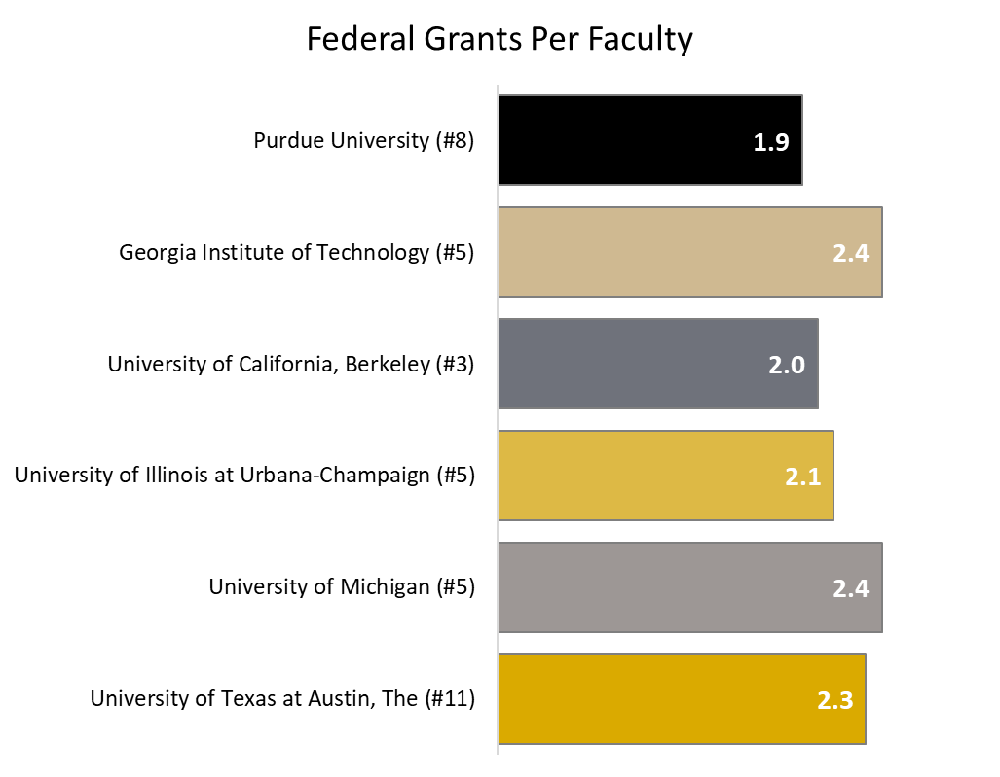 Federal Grants Per Faculty
Purdue University (#8)
1.9
Georgia Institute of Technology (#5)
2.4
University of California, Berkeley (#3)
2.0
University of Illinois at Urbana-Champaign (#5)
2.1
University of Michigan (#5)
2.4
University of Texas at Austin, The (#11)
2.3